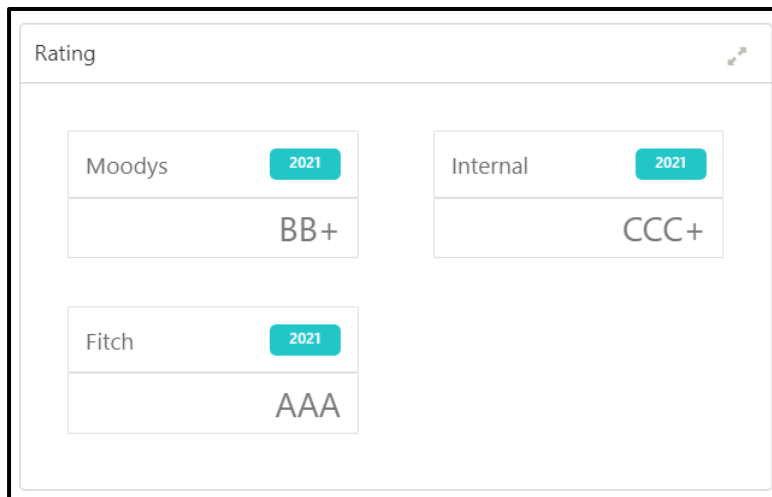 Rating
Moodys 2021
BB+
Internal 2021
CCC+
Fitch 2021
AAA